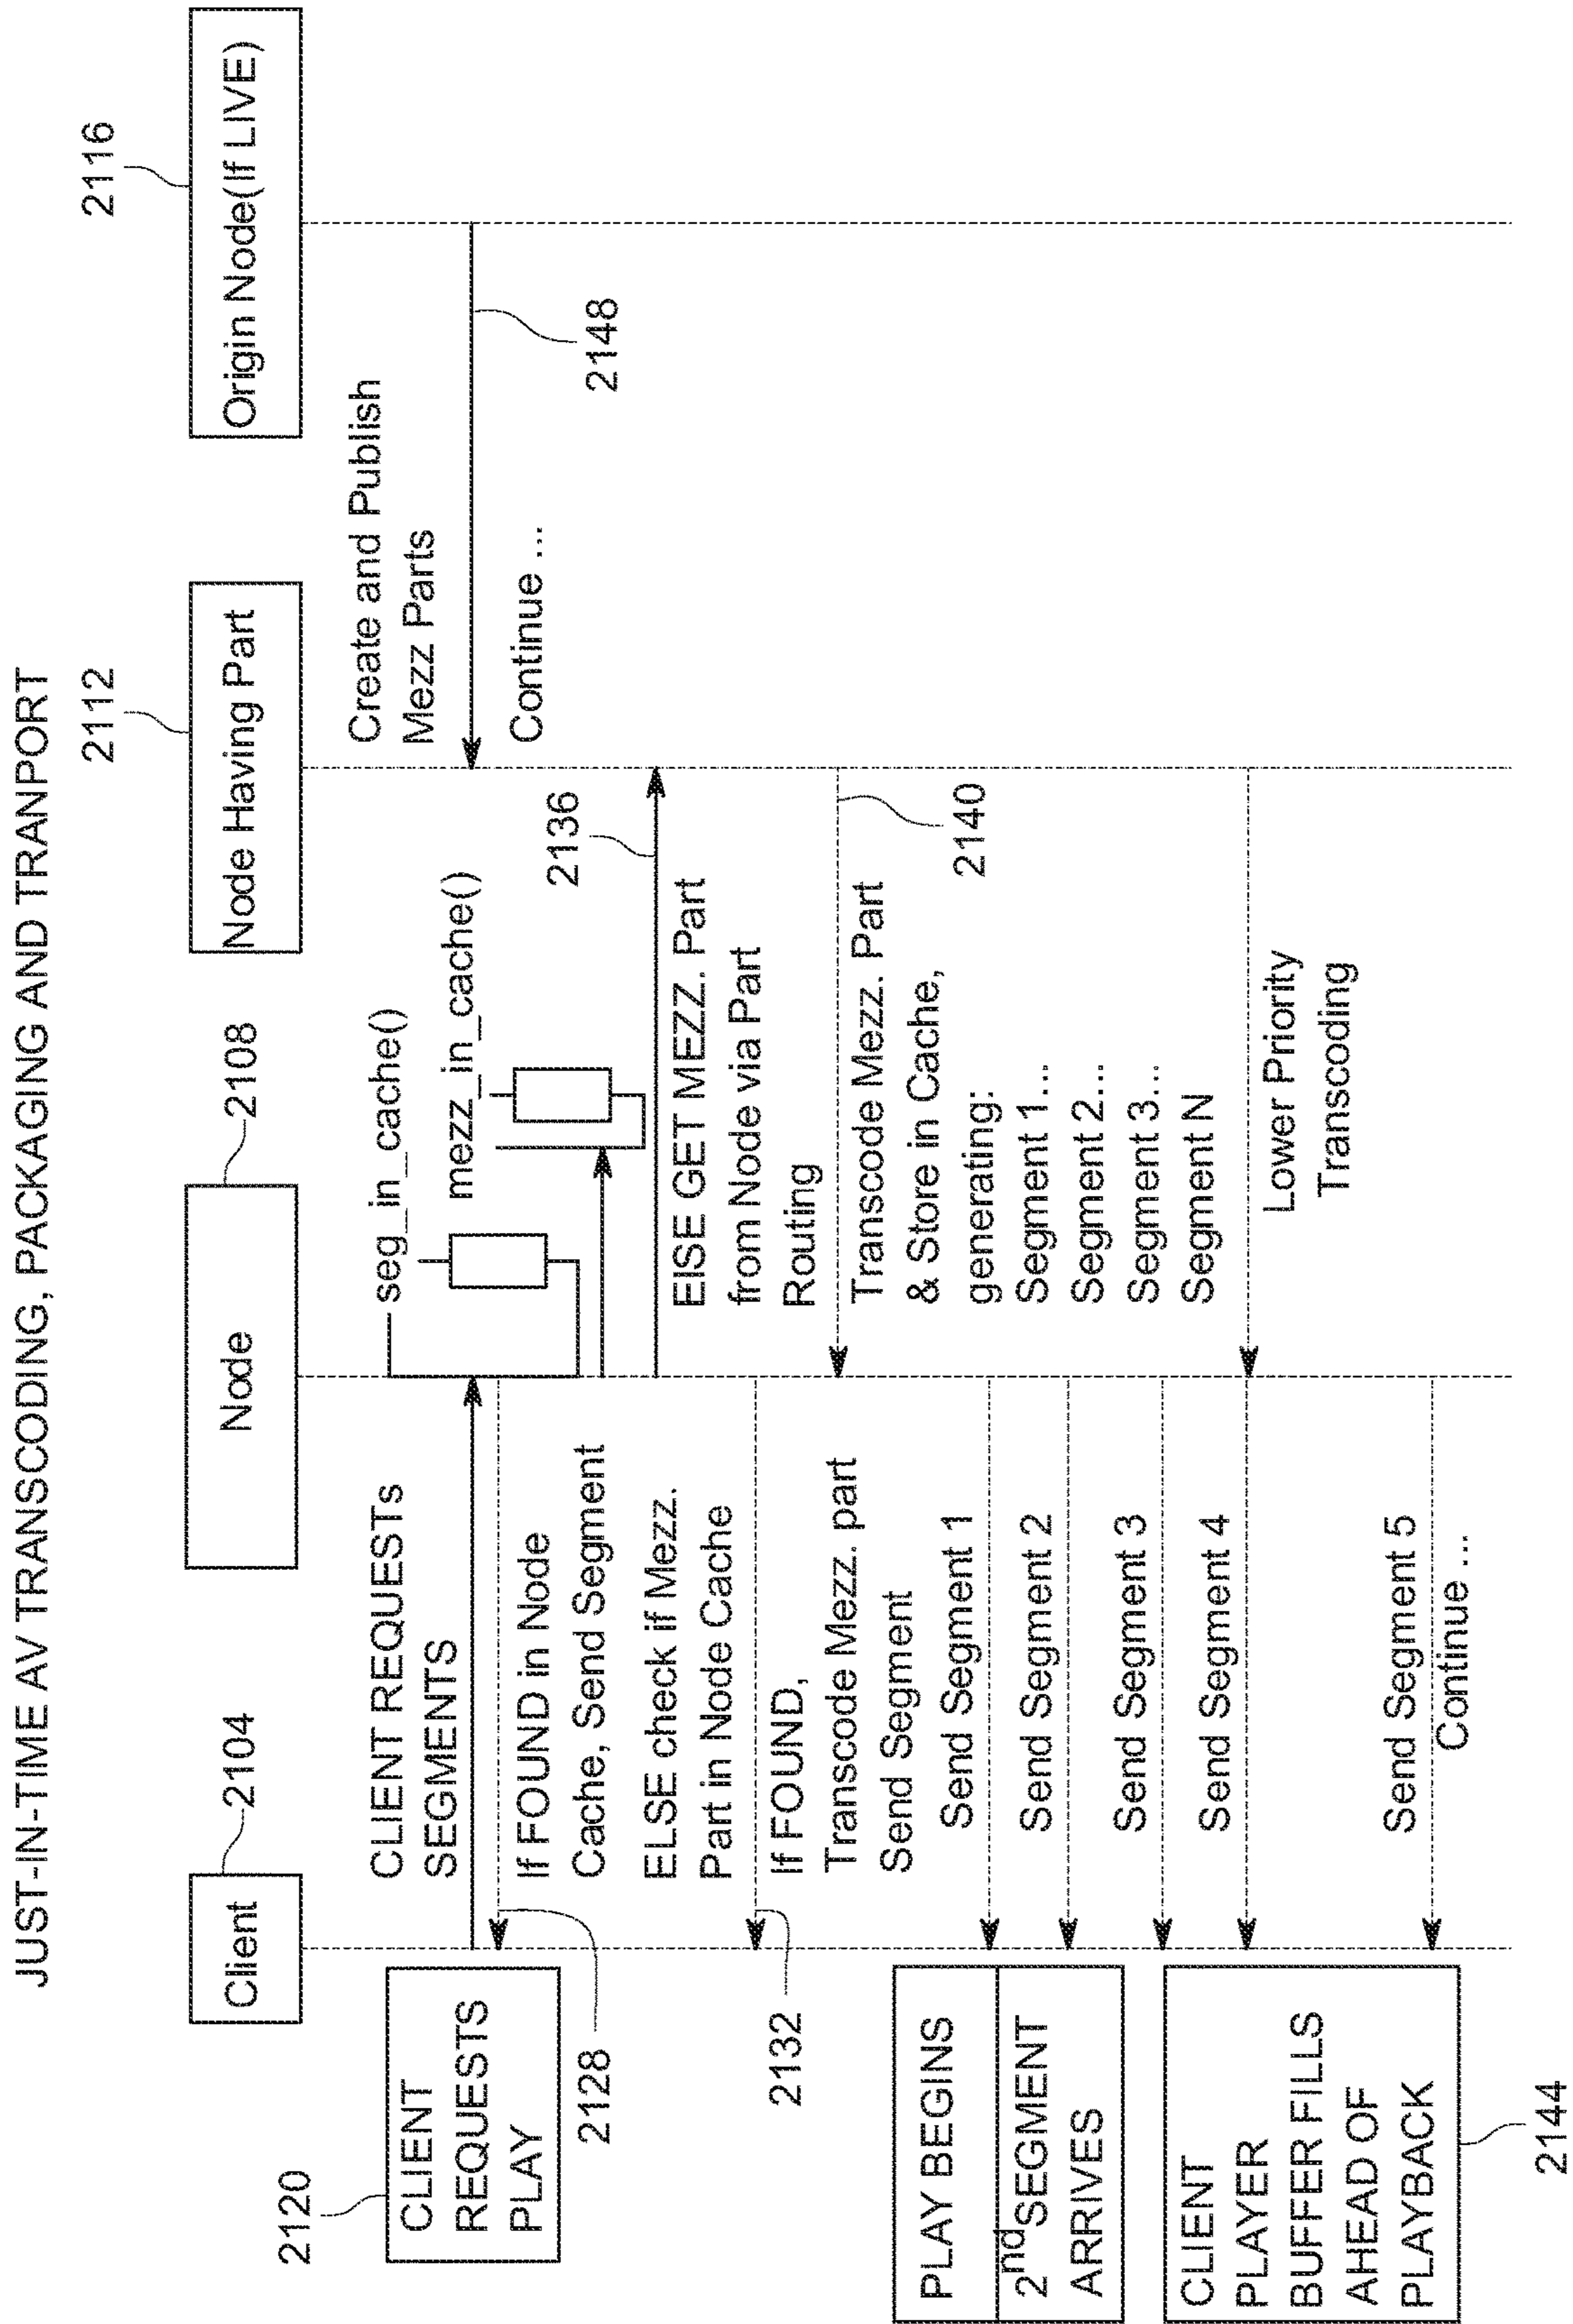 JUST-IN-TIME AV TRANSCODING, PACKAGING AND TRANPORT
2104
2108
2112
2116
Client
Node
Node Having Part
Origin Node(If LIVE)
2120
CLIENT
REQUESTS
PLAY
CLIENT REQUESTs
SEGMENTS
seg_in_cache()
mezz_in_cache()
Create and Publish
Mezz Parts
2148
Continue ...
2128
If FOUND in Node
Cache, Send Segment
2136
ELSE check if Mezz.
Part in Node Cache
EISE GET MEZZ. Part
from Node via Part
Routing
2132
If FOUND,
Transcode Mezz. part
Send Segment
Transcode Mezz. Part
& Store in Cache,
generating:
Segment 1...
Segment 2...
Segment 3...
Segment N
2140
PLAY BEGINS
2nd SEGMENT
ARRIVES
Send Segment 1
Send Segment 2
Send Segment 3
Send Segment 4
Lower Priority
Transcoding
CLIENT
PLAYER
BUFFER FILLS
AHEAD OF
PLAYBACK
2144
Send Segment 5
Continue ...